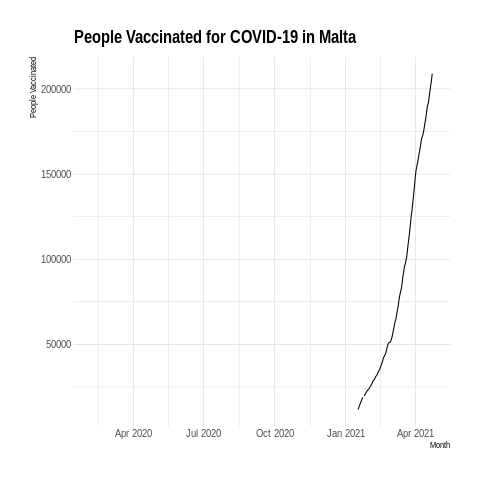 People Vaccinated for COVID-19 in Malta
People Vaccinated
200000
150000
100000
50000
Apr 2020 Jul 2020 Oct 2020 Jan 2021 Apr 2021
Month